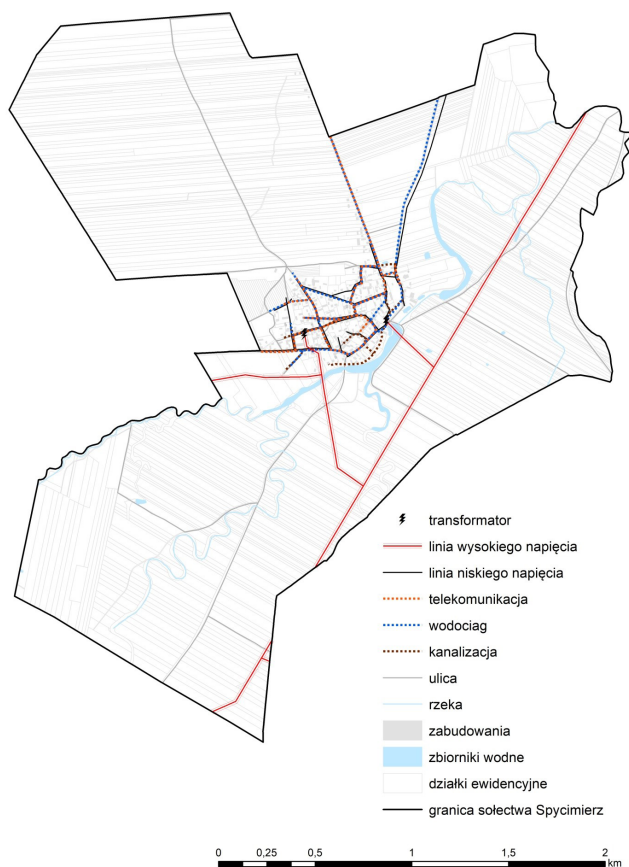 transformator
linia wysokiego napięcia
linia niskiego napięcia
telekomunikacja
wodociag
kanalizacja
ulica
rzeka
zabudowania
zbiorniki wodne
działki ewidencyjne
granica sołectwa Spycimierz
0 0,25 0,5 1 1,5 2
km